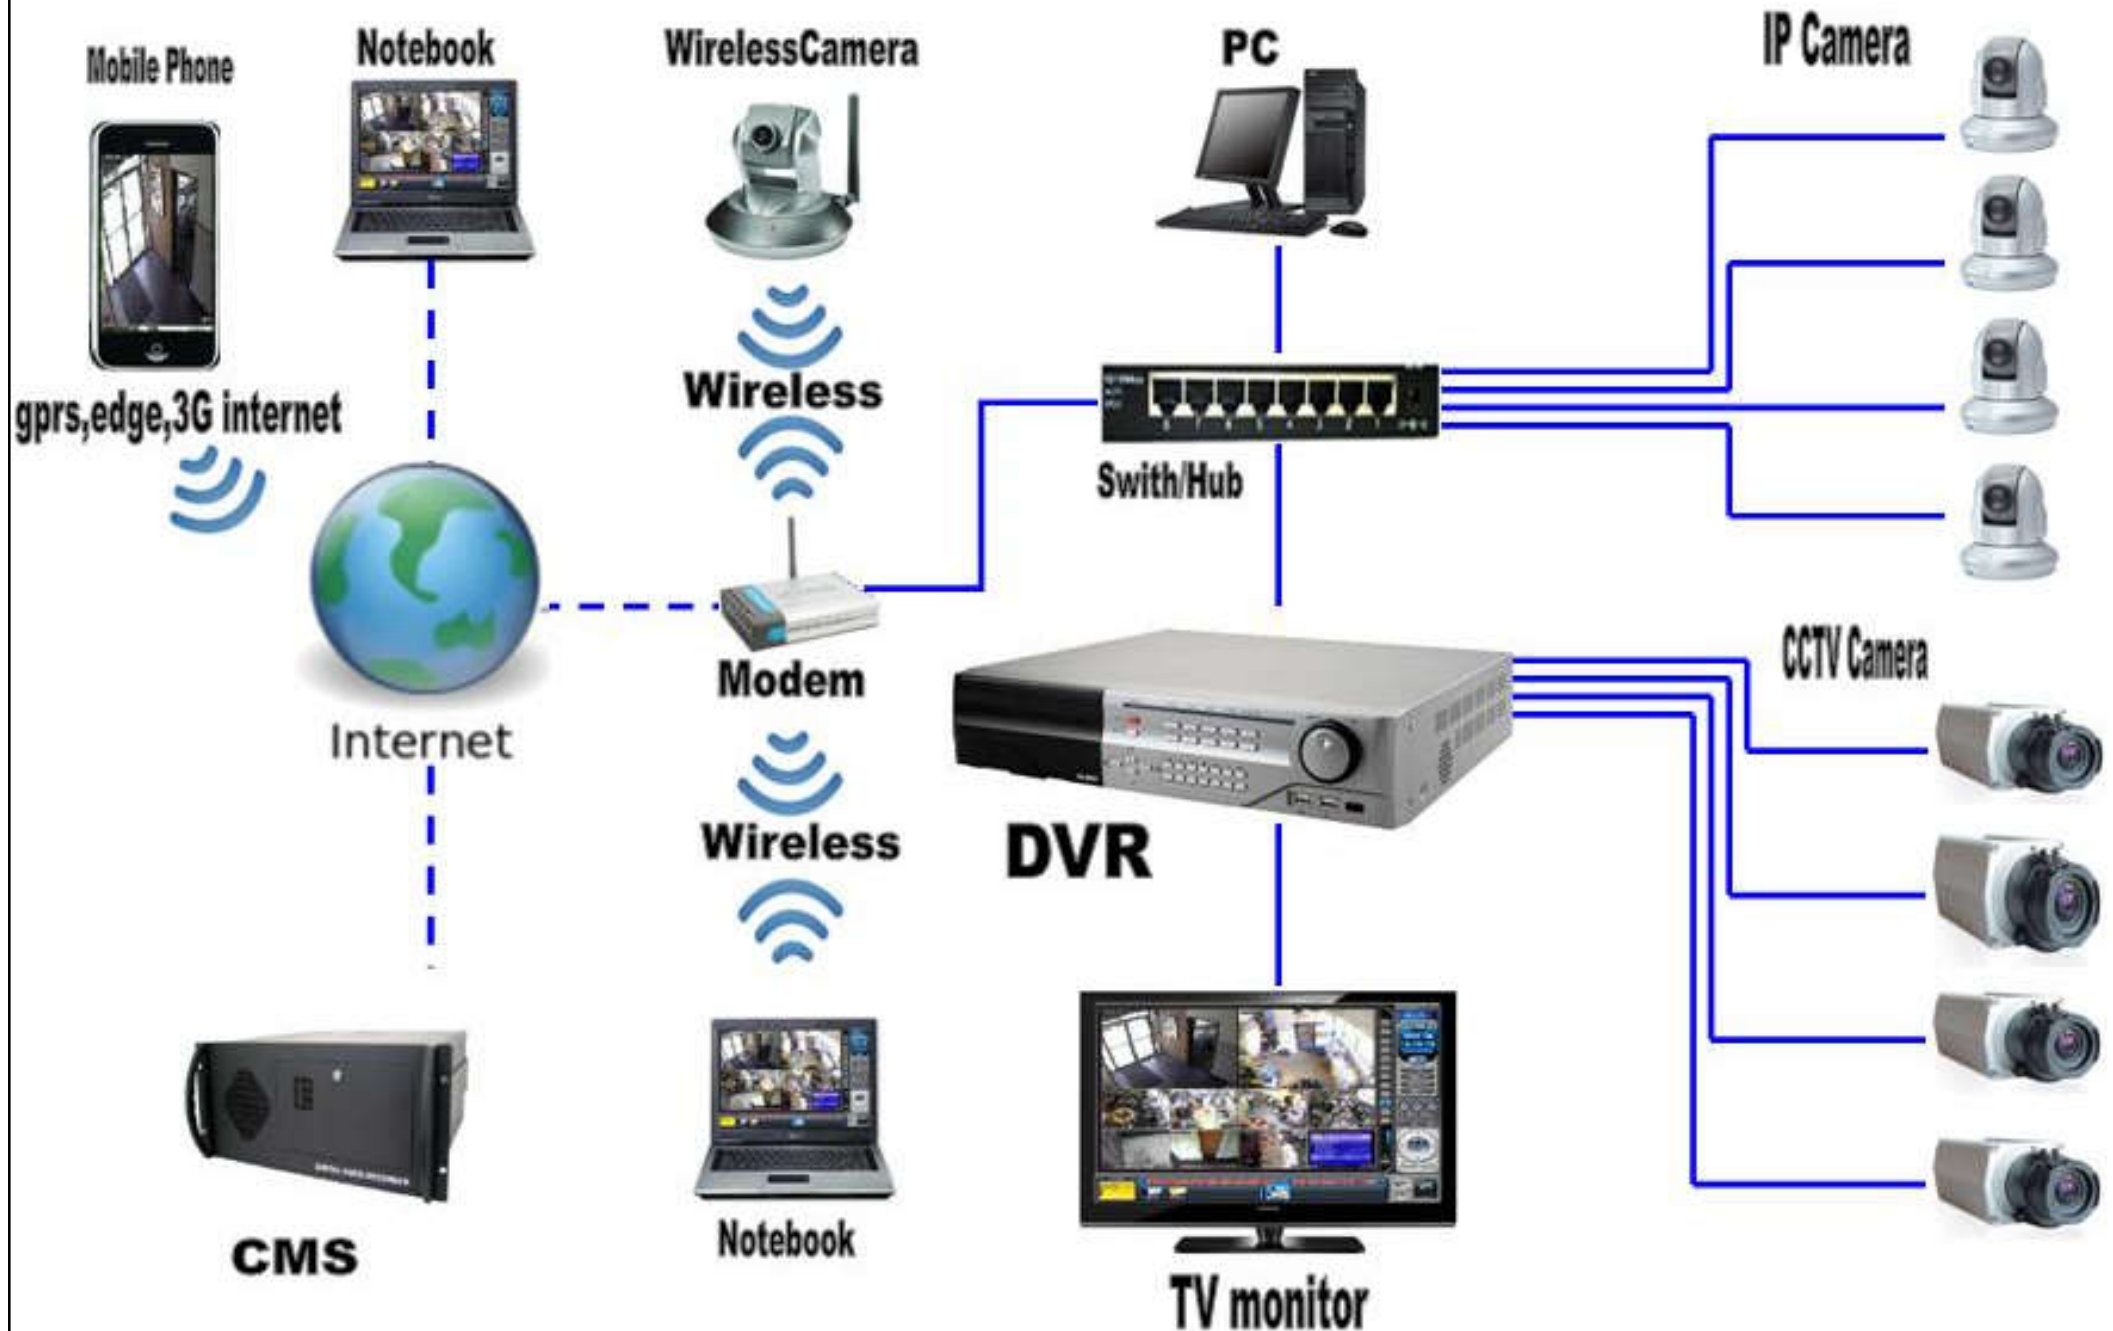 Mobile Phone
Notebook
WirelessCamera
PC
IP Camera
gprs,edge,3G internet
Wireless
Swith/Hub
Internet
Modem
CCTV Camera
Wireless
DVR
CMS
Notebook
TV monitor